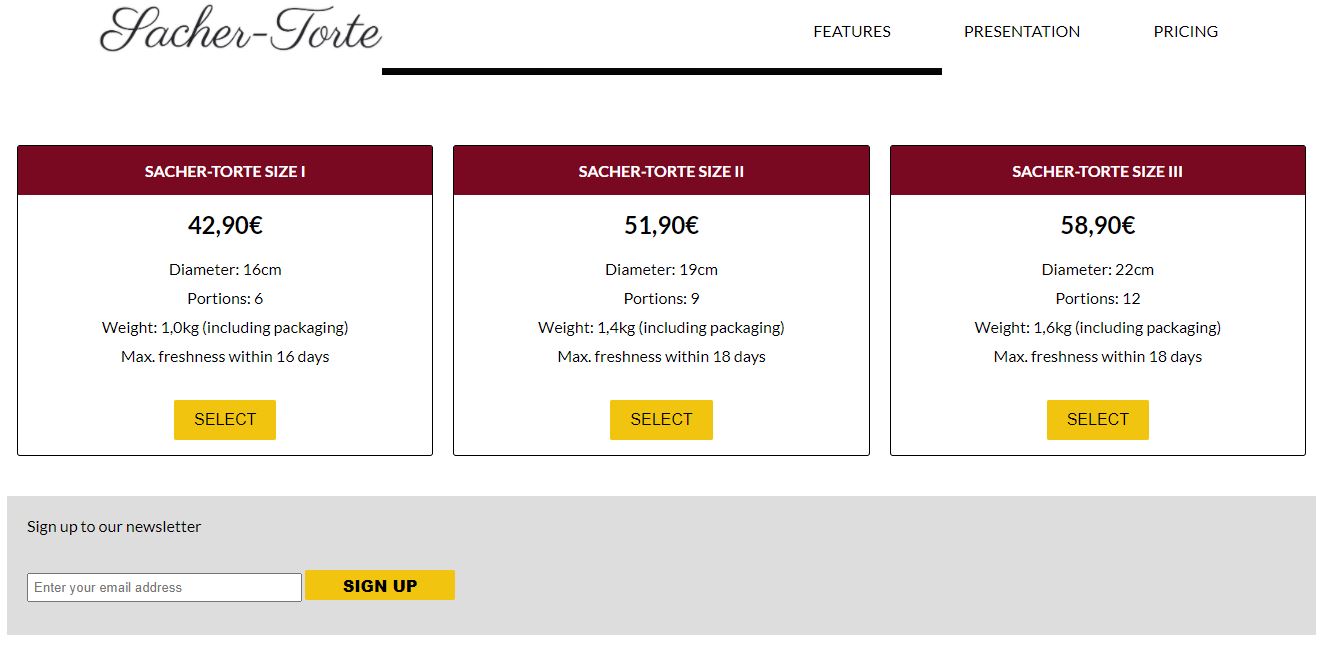 Sacher-Torte
FEATURES
PRESENTATION
PRICING
SACHER-TORTE SIZE I
42,90€
Diameter: 16cm
Portions: 6
Weight: 1,0kg (including packaging)
Max. freshness within 16 days
SELECT
SACHER-TORTE SIZE II
51,90€
Diameter: 19cm
Portions: 9
Weight: 1,4kg (including packaging)
Max. freshness within 18 days
SELECT
SACHER-TORTE SIZE III
58,90€
Diameter: 22cm
Portions: 12
Weight: 1,6kg (including packaging)
Max. freshness within 18 days
SELECT
Sign up to our newsletter
Enter your email address
SIGN UP